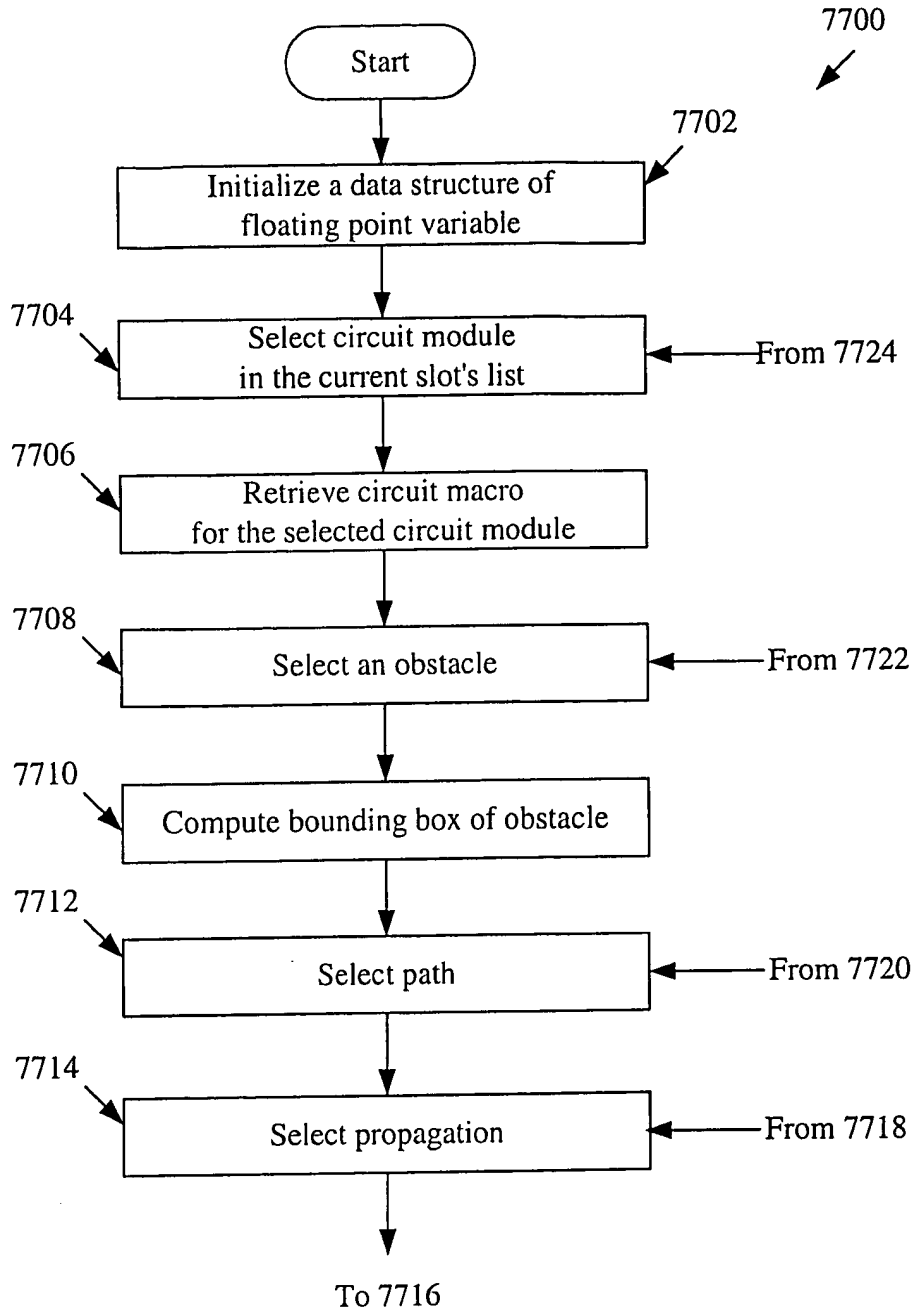 7700
Start
7702
Initialize a data structure of
floating point variable
7704
Select circuit module
in the current slot's list
From 7724
7706
Retrieve circuit macro
for the selected circuit module
7708
Select an obstacle
From 7722
7710
Compute bounding box of obstacle
7712
Select path
From 7720
7714
Select propagation
From 7718
To 7716